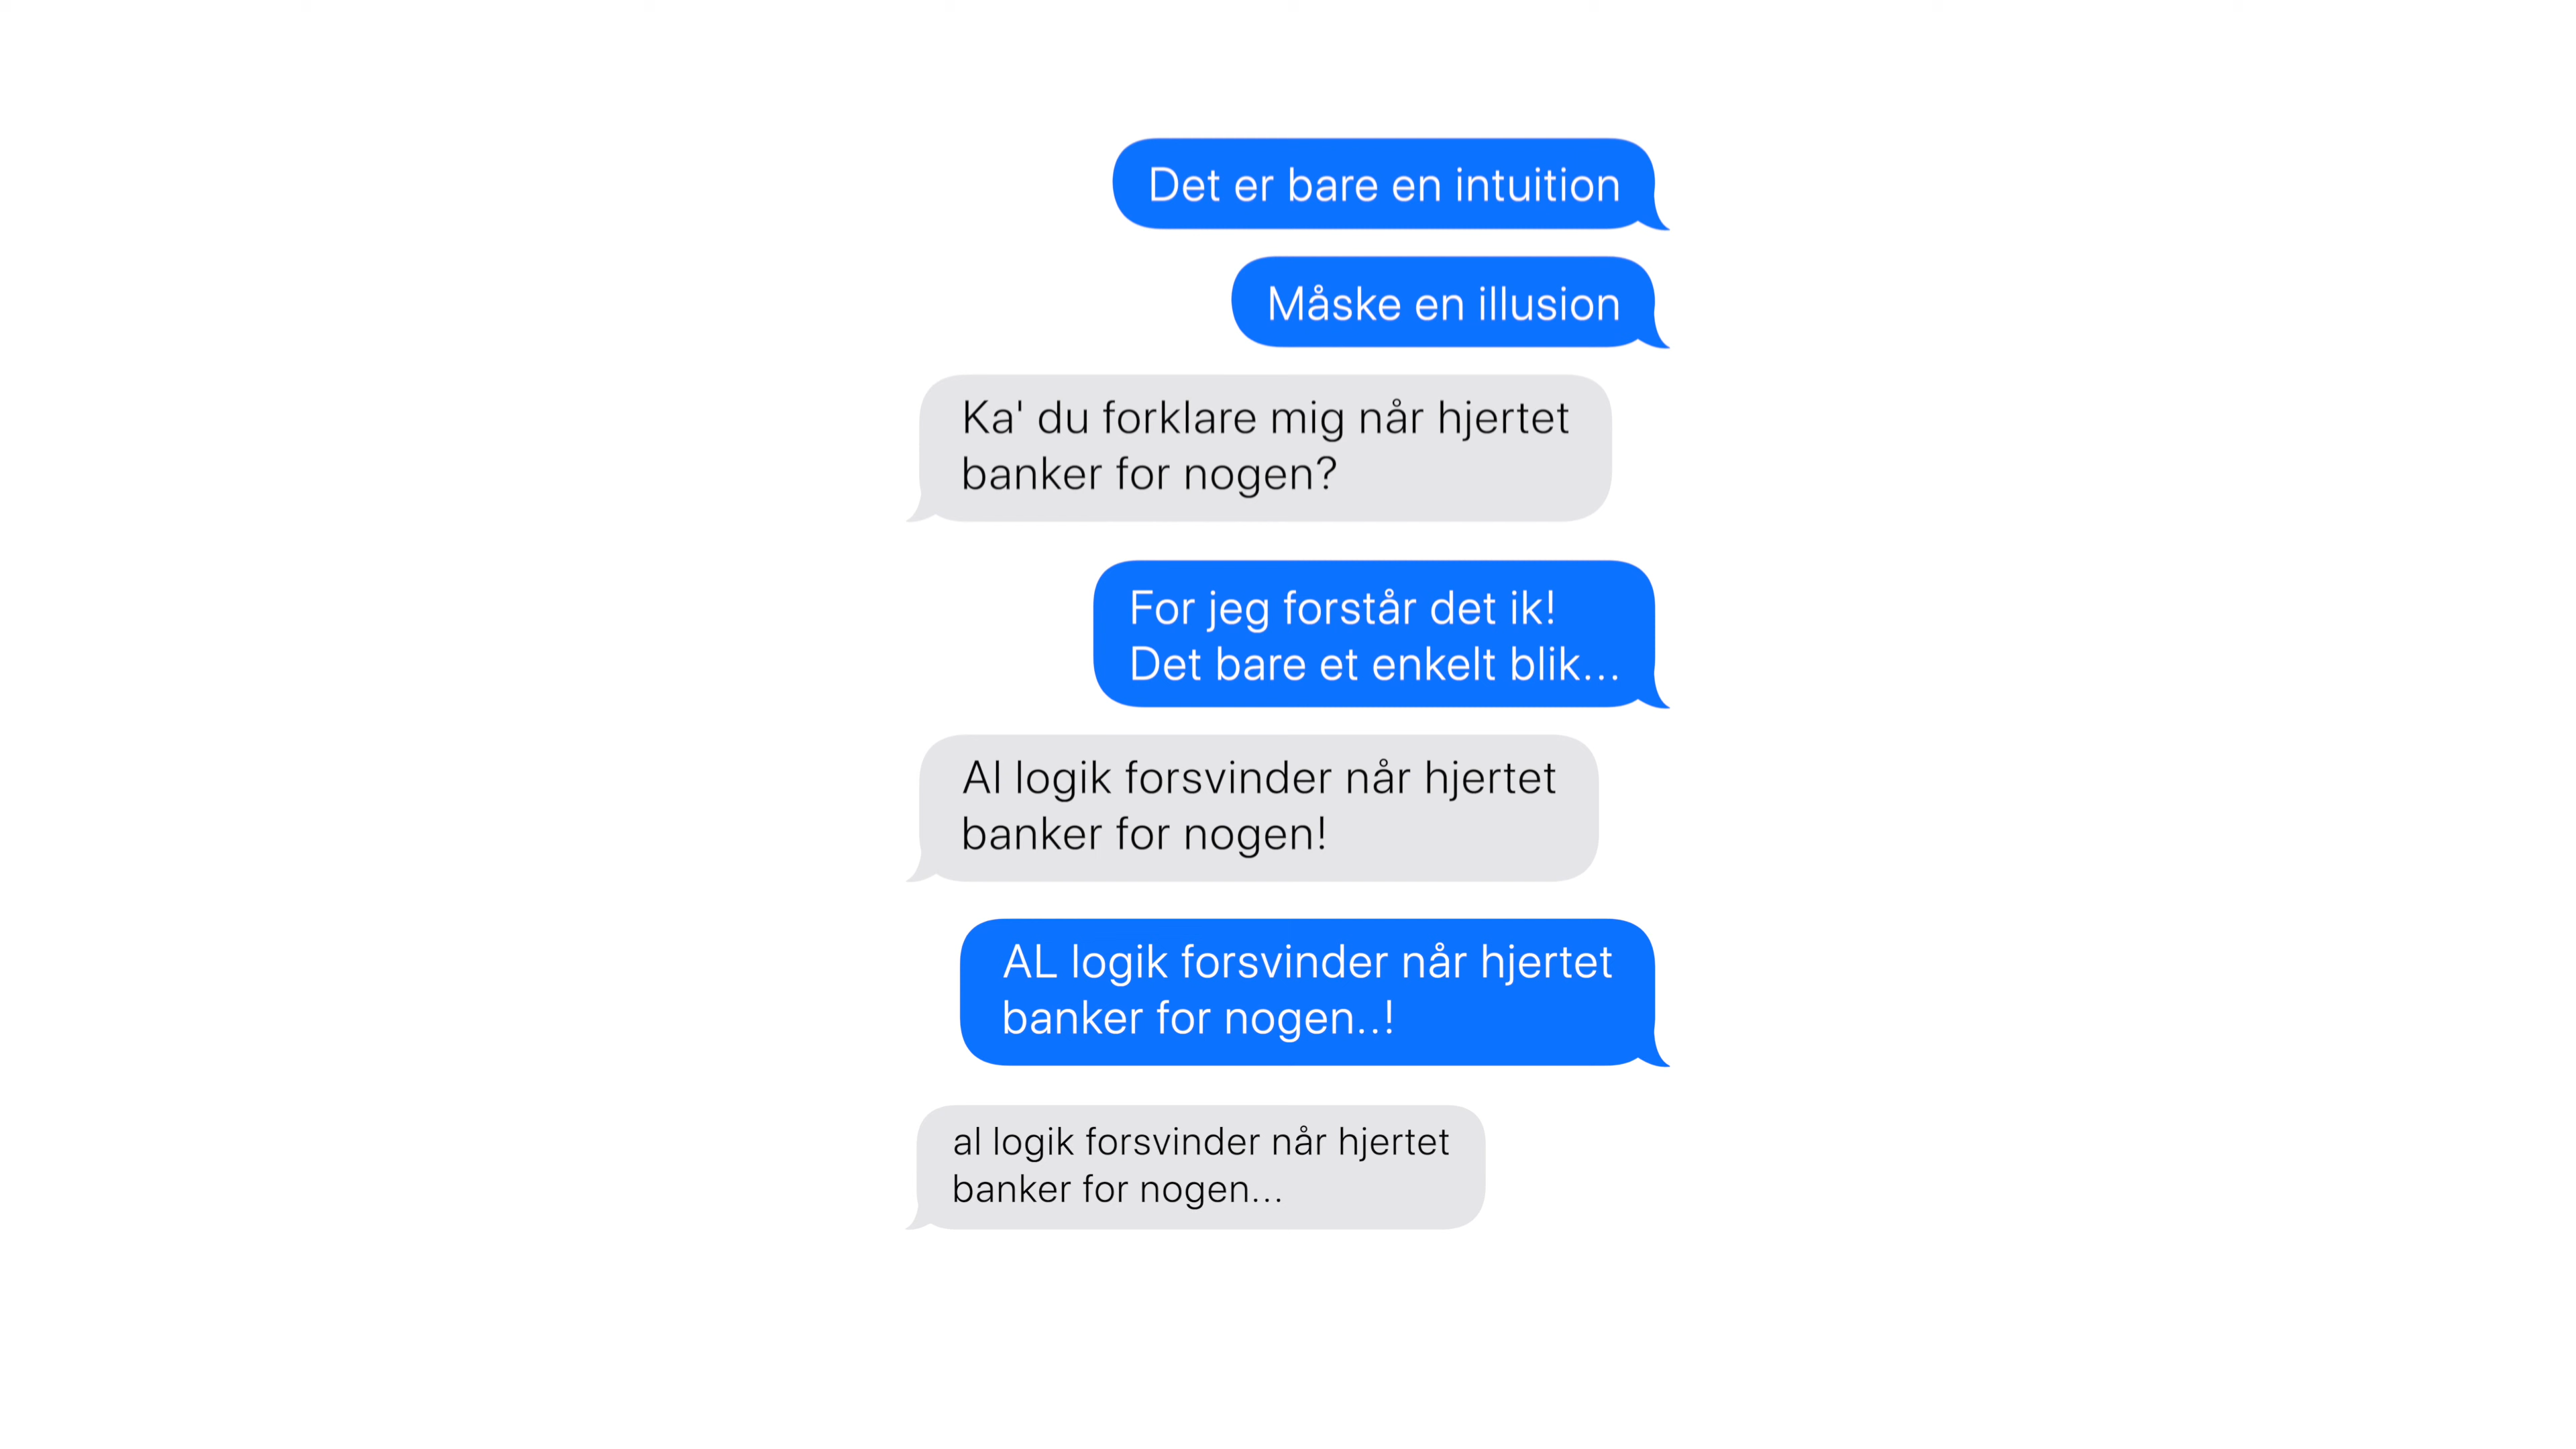 Det er bare en intuition
Måske en illusion
Ka' du forklare mig når hjertet
banker for nogen?
For jeg forstår det ik!
Det bare et enkelt blik...
Al logik forsvinder når hjertet
banker for nogen!
AL logik forsvinder når hjertet
banker for nogen..!
al logik forsvinder når hjertet
banker for nogen...